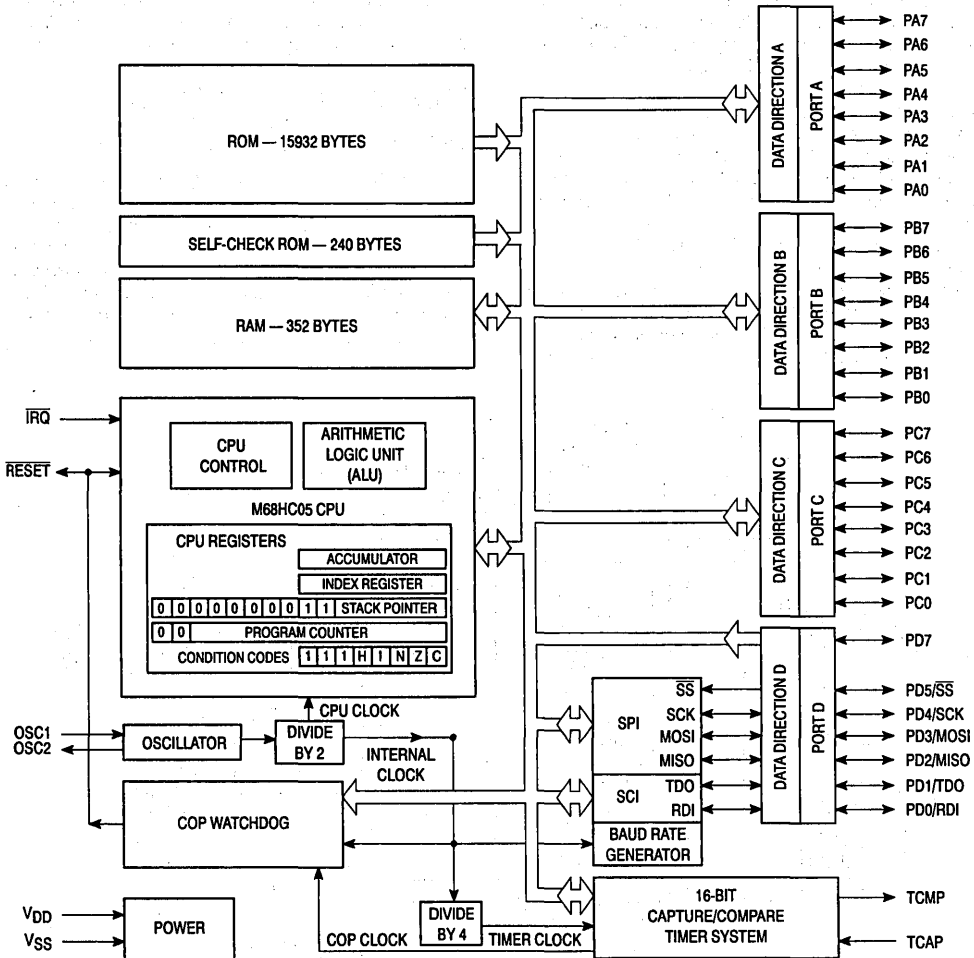 ROM — 15932 BYTES
SELF-CHECK ROM — 240 BYTES
RAM — 352 BYTES
IRQ
RESET
CPU
CONTROL
ARITHMETIC
LOGIC UNIT
(ALU)
M68HC05 CPU
CPU REGISTERS
ACCUMULATOR
INDEX REGISTER
0 0 0 0 0 0 0 0 1 1 STACK POINTER
0 0 PROGRAM COUNTER
CONDITION CODES 1 1 1 H I N Z C
CPU CLOCK
OSC1
OSC2
OSCILLATOR
DIVIDE
BY 2
INTERNAL
CLOCK
COP WATCHDOG
VDD
VSS
POWER
COP CLOCK
DIVIDE
BY 4
TIMER CLOCK
DATA DIRECTION A
PORT A
PA7
PA6
PA5
PA4
PA3
PA2
PA1
PA0
DATA DIRECTION B
PORT B
PB7
PB6
PB5
PB4
PB3
PB2
PB1
PB0
DATA DIRECTION C
PORT C
PC7
PC6
PC5
PC4
PC3
PC2
PC1
PC0
DATA DIRECTION D
PORT D
PD7
PD5/SS
PD4/SCK
PD3/MOSI
PD2/MISO
PD1/TDO
PD0/RDI
SPI
SS
SCK
MOSI
MISO
SCI
TDO
RDI
BAUD RATE
GENERATOR
16-BIT
CAPTURE/COMPARE
TIMER SYSTEM
TCMP
TCAP